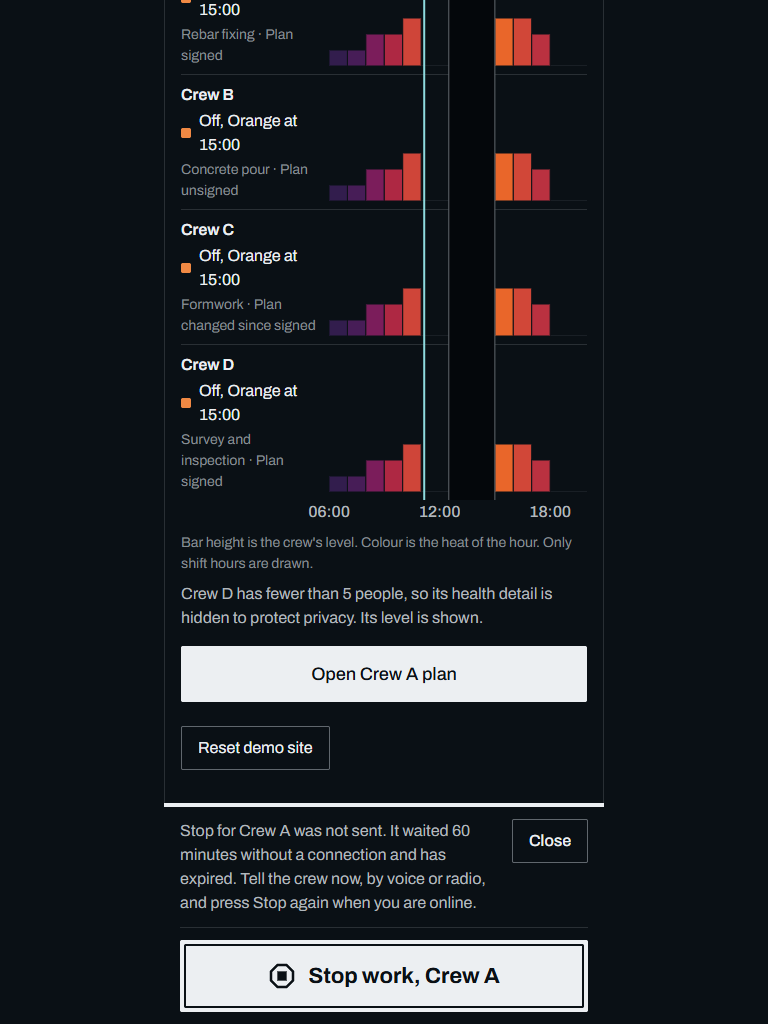 15:00
Rebar fixing · Plan
signed
Crew B
Off, Orange at
15:00
Concrete pour · Plan
unsigned
Crew C
Off, Orange at
15:00
Formwork · Plan
changed since signed
Crew D
Off, Orange at
15:00
Survey and
inspection · Plan
signed
06:00 12:00 18:00
Bar height is the crew's level. Colour is the heat of the hour. Only
shift hours are drawn.
Crew D has fewer than 5 people, so its health detail is
hidden to protect privacy. Its level is shown.
Open Crew A plan
Reset demo site
Stop for Crew A was not sent. It waited 60
minutes without a connection and has
expired. Tell the crew now, by voice or radio,
and press Stop again when you are online.
Close
Stop work, Crew A